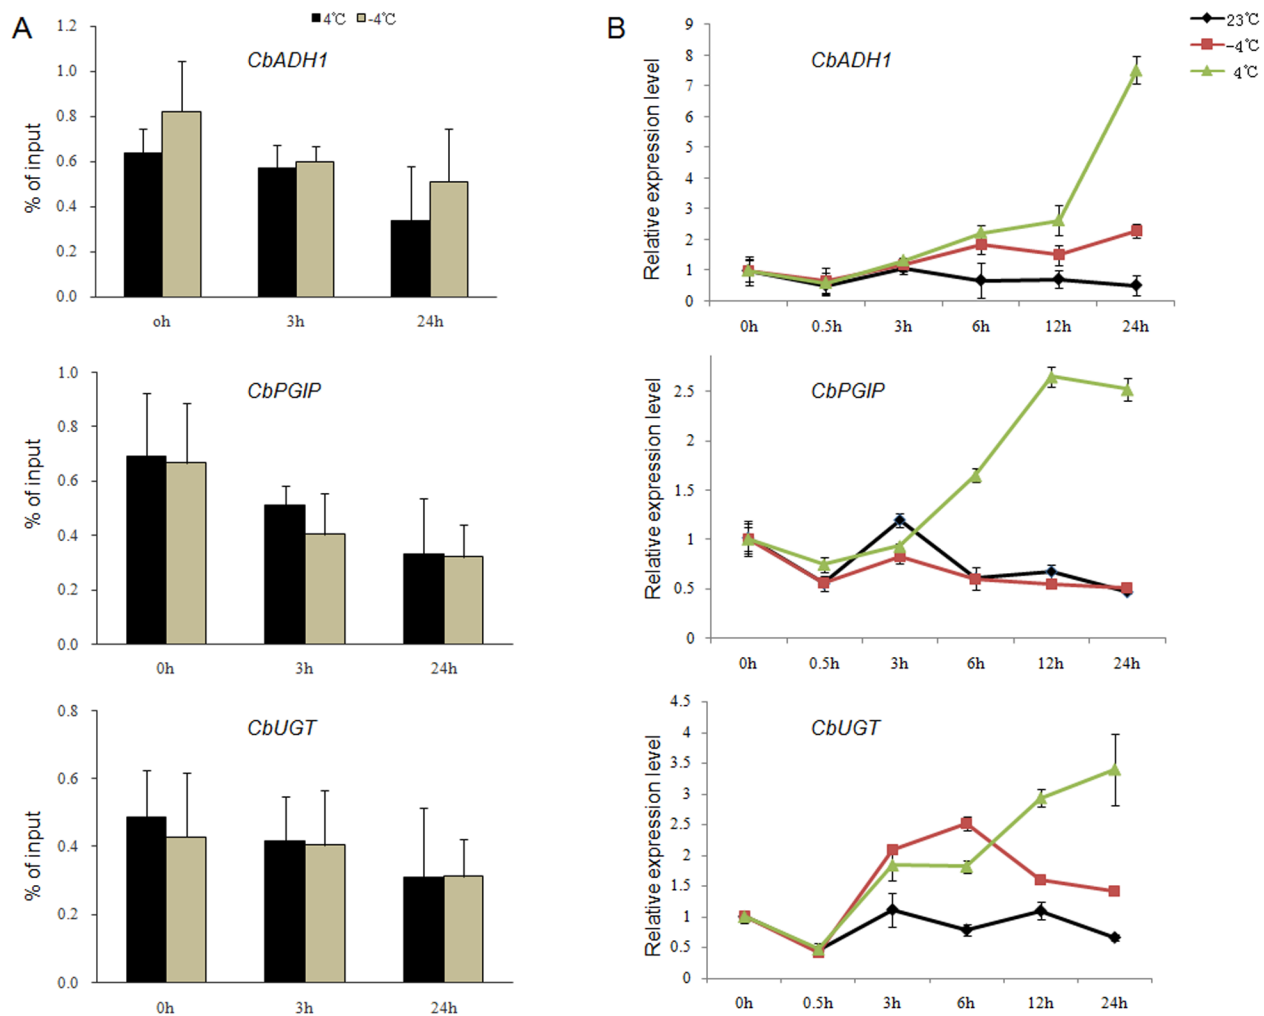 A
4℃ -4℃
CbADH1
% of input
1.2
1.0
0.8
0.6
0.4
0.2
0.0
oh 3h 24h
CbPGIP
% of input
1.0
0.8
0.6
0.4
0.2
0.0
0h 3h 24h
CbUGT
% of input
0.8
0.6
0.4
0.2
0.0
0h 3h 24h
B
23℃
-4℃
4℃
CbADH1
Relative expression level
9
8
7
6
5
4
3
2
1
0
0h 0.5h 3h 6h 12h 24h
CbPGIP
Relative expression level
2.5
2
1.5
1
0.5
0
0h 0.5h 3h 6h 12h 24h
CbUGT
Relative expression level
4.5
4
3.5
3
2.5
2
1.5
1
0.5
0
0h 0.5h 3h 6h 12h 24h